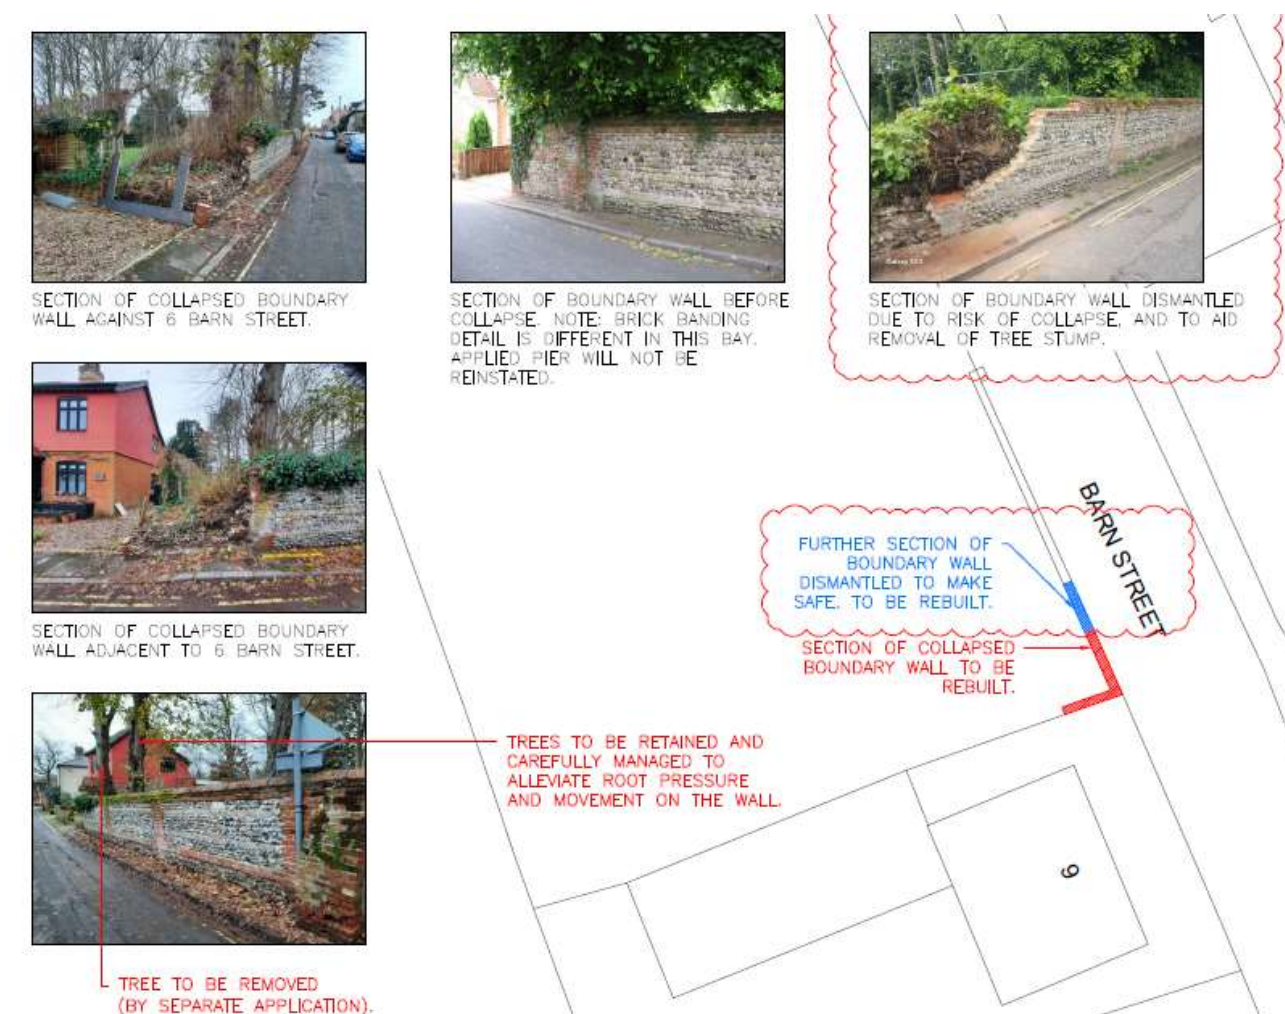 SECTION OF COLLAPSED BOUNDARY
WALL AGAINST 6 BARN STREET.
SECTION OF BOUNDARY WALL BEFORE
COLLAPSE. NOTE: BRICK BANDING
DETAIL IS DIFFERENT IN THIS BAY.
APPLIED PIER WILL NOT BE
REINSTATED.
SECTION OF BOUNDARY WALL DISMANTLED
DUE TO RISK OF COLLAPSE, AND TO AID
REMOVAL OF TREE STUMP.
SECTION OF COLLAPSED BOUNDARY
WALL ADJACENT TO 6 BARN STREET.
BARN STREET
FURTHER SECTION OF
BOUNDARY WALL
DISMANTLED TO MAKE
SAFE. TO BE REBUILT.
SECTION OF COLLAPSED
BOUNDARY WALL TO BE
REBUILT.
TREES TO BE RETAINED AND
CAREFULLY MANAGED TO
ALLEVIATE ROOT PRESSURE
AND MOVEMENT ON THE WALL.
6
TREE TO BE REMOVED
(BY SEPARATE APPLICATION).